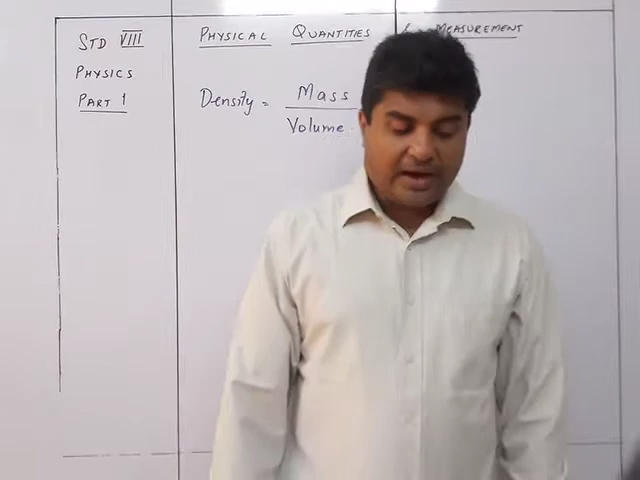 STD VIII
PHYSICS
PART 1
PHYSICAL QUANTITIES & MEASUREMENT
Density = Mass
Volume